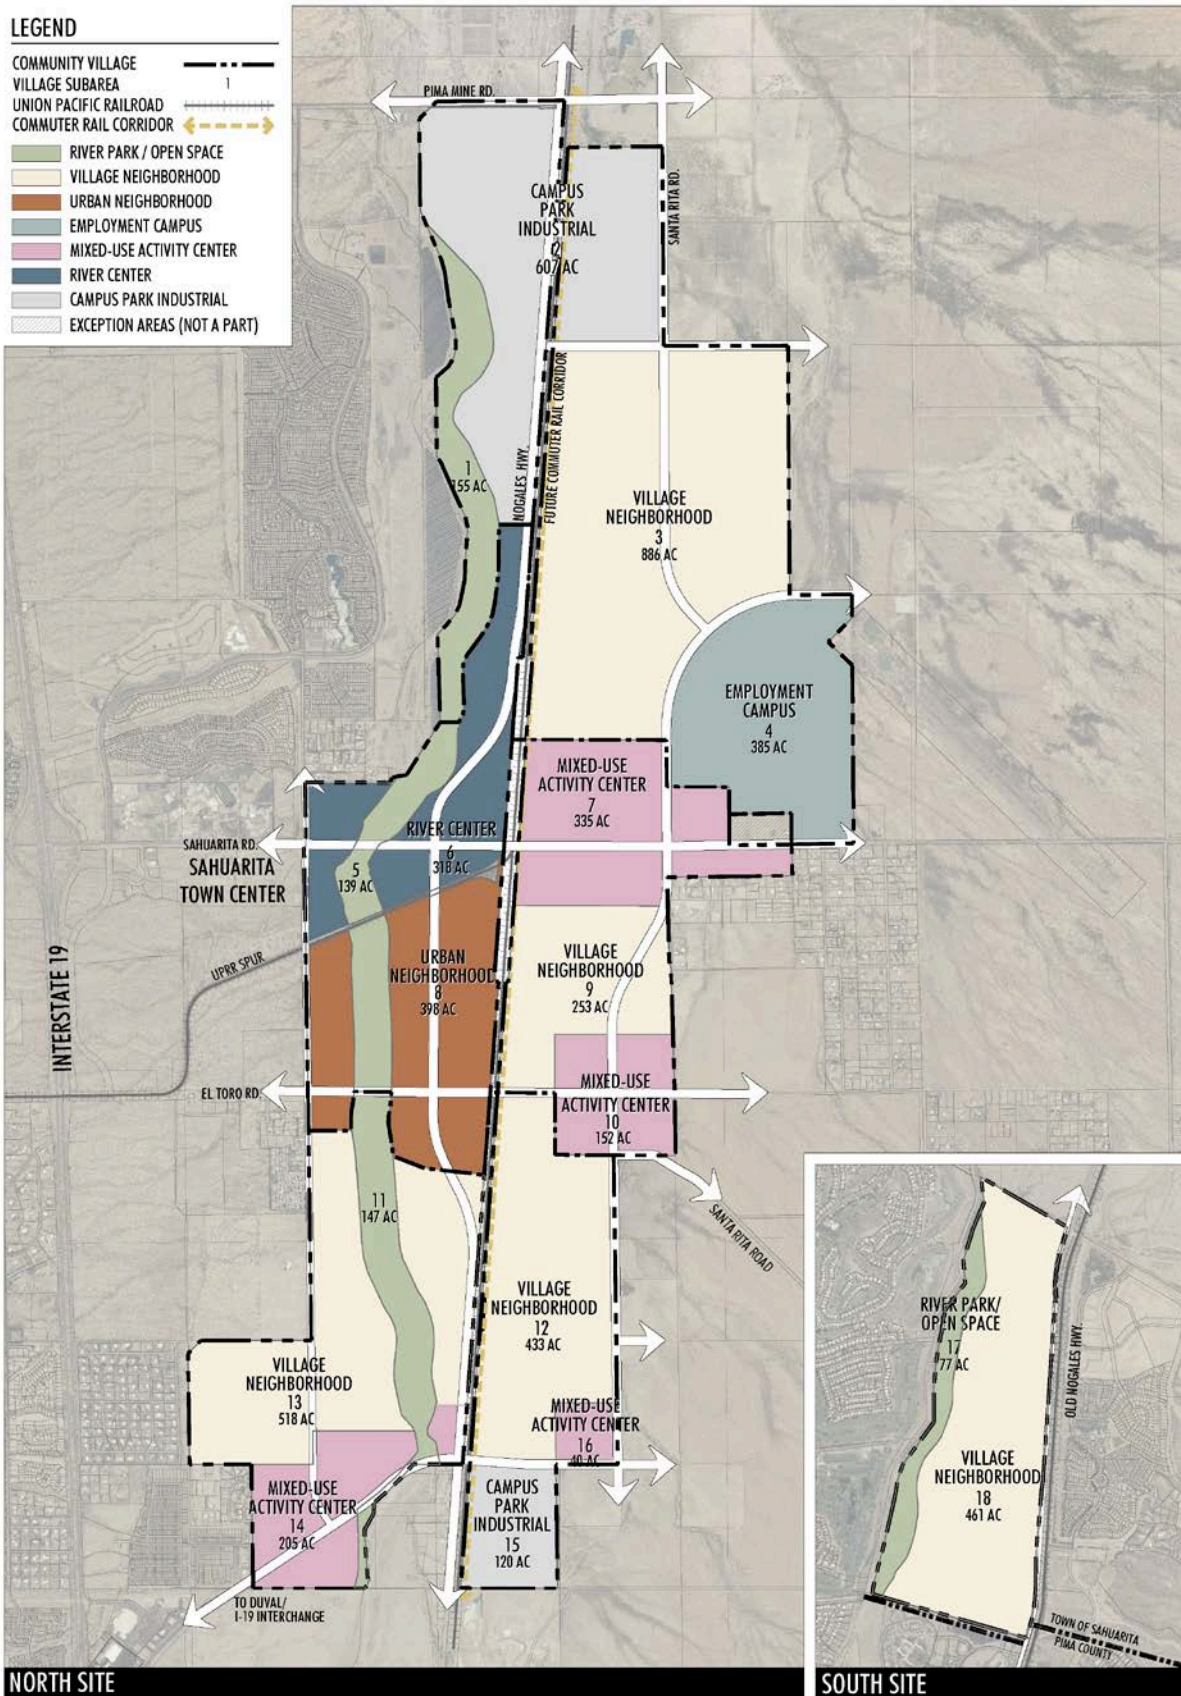 LEGEND
COMMUNITY VILLAGE
VILLAGE SUBAREA 1
UNION PACIFIC RAILROAD
COMMUTER RAIL CORRIDOR
RIVER PARK / OPEN SPACE
VILLAGE NEIGHBORHOOD
URBAN NEIGHBORHOOD
EMPLOYMENT CAMPUS
MIXED-USE ACTIVITY CENTER
RIVER CENTER
CAMPUS PARK INDUSTRIAL
EXCEPTION AREAS (NOT A PART)
PIMA MINE RD.
SANTA RITA RD.
CAMPUS
PARK
INDUSTRIAL
2
607 AC
NOGALES HWY.
FUTURE COMMUTER RAIL CORRIDOR
1
155 AC
VILLAGE
NEIGHBORHOOD
3
886 AC
EMPLOYMENT
CAMPUS
4
385 AC
MIXED-USE
ACTIVITY CENTER
7
335 AC
SAHUARITA RD.
SAHUARITA
TOWN CENTER
RIVER CENTER
6
318 AC
5
139 AC
INTERSTATE 19
UPRR SPUR
URBAN
NEIGHBORHOOD
8
398 AC
VILLAGE
NEIGHBORHOOD
9
253 AC
EL TORO RD.
MIXED-USE
ACTIVITY CENTER
10
152 AC
SANTA RITA ROAD
11
147 AC
VILLAGE
NEIGHBORHOOD
12
433 AC
VILLAGE
NEIGHBORHOOD
13
518 AC
MIXED-USE
ACTIVITY CENTER
16
40 AC
MIXED-USE
ACTIVITY CENTER
14
205 AC
CAMPUS
PARK
INDUSTRIAL
15
120 AC
TO DUVAL/
I-19 INTERCHANGE
NORTH SITE
RIVER PARK/
OPEN SPACE
17
77 AC
OLD NOGALES HWY.
VILLAGE
NEIGHBORHOOD
18
461 AC
TOWN OF SAHUARITA
PIMA COUNTY
SOUTH SITE